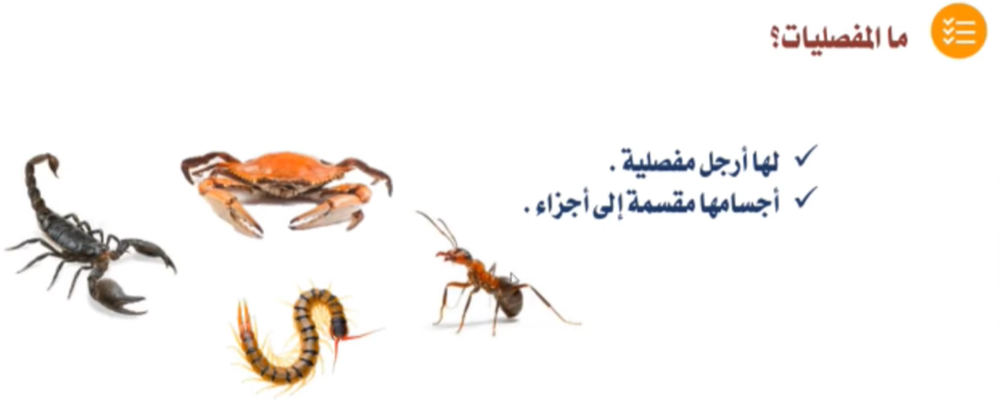 ما المفصليات؟
✓ لها أرجل مفصلية .
✓ أجسامها مقسمة إلى أجزاء .